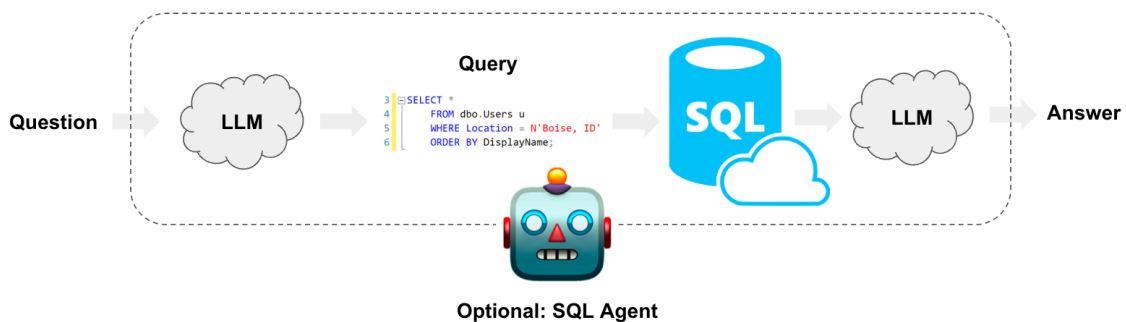 Query
Question
LLM
3 SELECT *
4 FROM dbo.Users u
5 WHERE Location = N'Boise, ID'
6 ORDER BY DisplayName;
SQL
LLM
Answer
Optional: SQL Agent